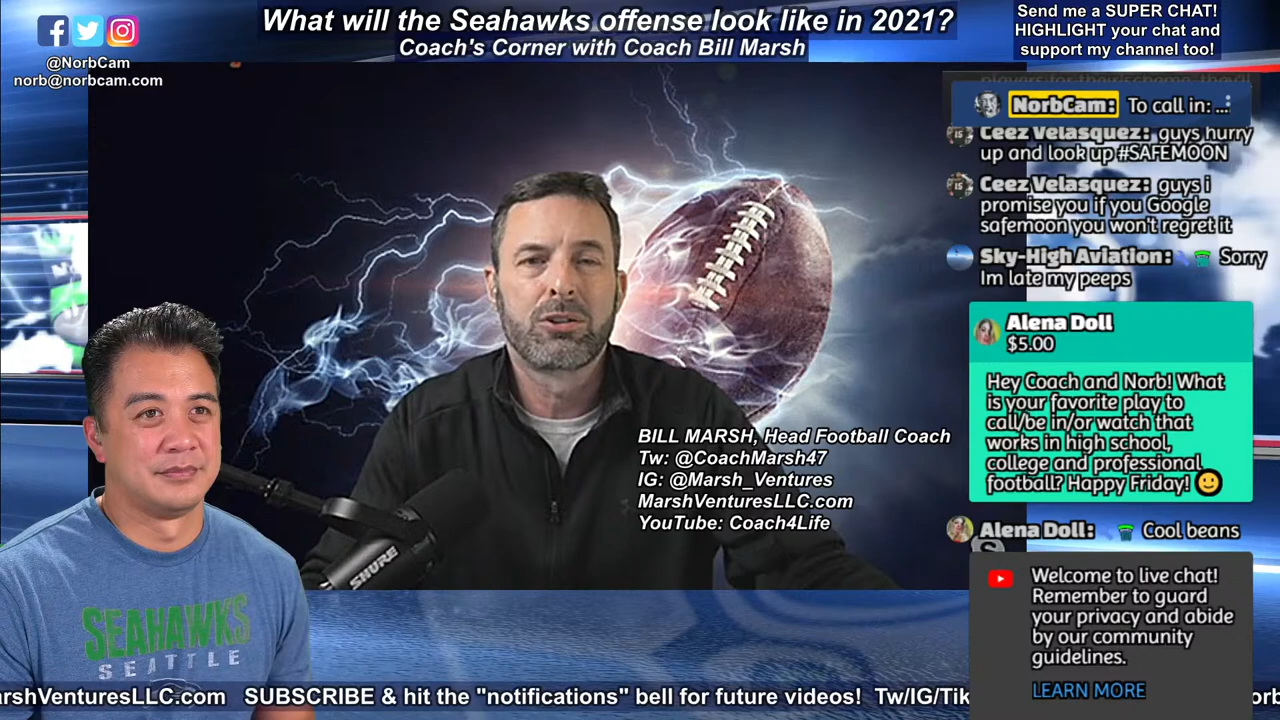 What will the Seahawks offense look like in 2021?
Coach's Corner with Coach Bill Marsh
@NorbCam
norb@norbcam.com
Send me a SUPER CHAT!
HIGHLIGHT your chat and
support my channel too!
NorbCam: To call in: ...
Ceez Velasquez: guys hurry
up and look up #SAFEMOON
Ceez Velasquez: guys i
promise you if you Google
safemoon you won't regret it
Sky-High Aviation: Sorry
Im late my peeps
Alena Doll
$5.00
Hey Coach and Norb! What
is your favorite play to
call/be in/or watch that
works in high school,
college and professional
football? Happy Friday!
Alena Doll: Cool beans
Welcome to live chat!
Remember to guard
your privacy and abide
by our community
guidelines.
LEARN MORE
BILL MARSH, Head Football Coach
Tw: @CoachMarsh47
IG: @Marsh_Ventures
MarshVenturesLLC.com
YouTube: Coach4Life
SHURE
SEAHAWKS
SEATTLE
arshVenturesLLC.com SUBSCRIBE & hit the "notifications" bell for future videos! Tw/IG/Tik